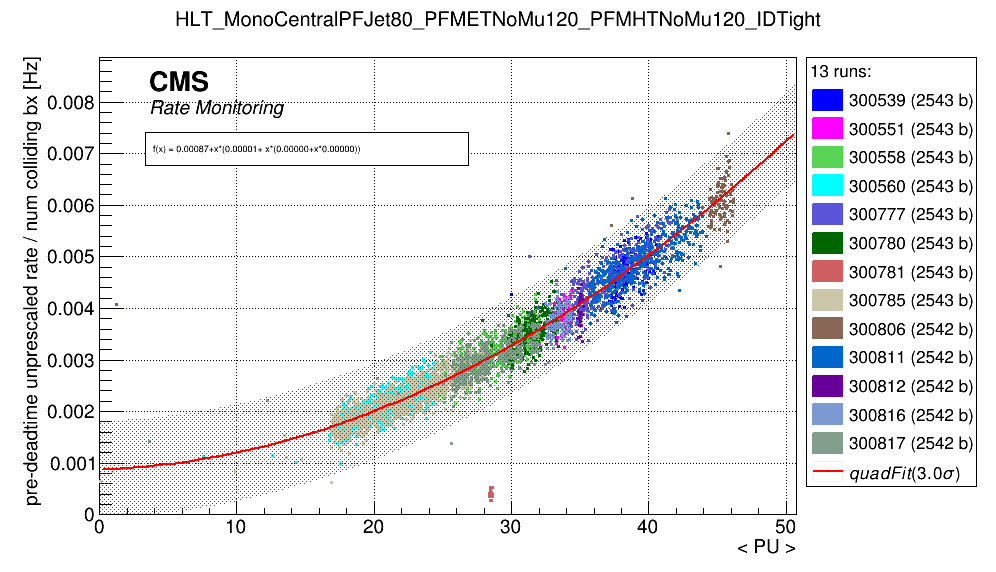 HLT_MonoCentralPFJet80_PFMETNoMu120_PFMHTNoMu120_IDTight
pre-deadtime unprescaled rate / num colliding bx [Hz]
CMS
Rate Monitoring
f(x) = 0.00087+x*(0.00001+ x*(0.00000+x*0.00000))
0.008
0.007
0.006
0.005
0.004
0.003
0.002
0.001
0
0 10 20 30 40 50
< PU >
13 runs:
300539 (2543 b)
300551 (2543 b)
300558 (2543 b)
300560 (2543 b)
300777 (2543 b)
300780 (2543 b)
300781 (2543 b)
300785 (2543 b)
300806 (2542 b)
300811 (2542 b)
300812 (2542 b)
300816 (2542 b)
300817 (2542 b)
quadFit(3.0σ)